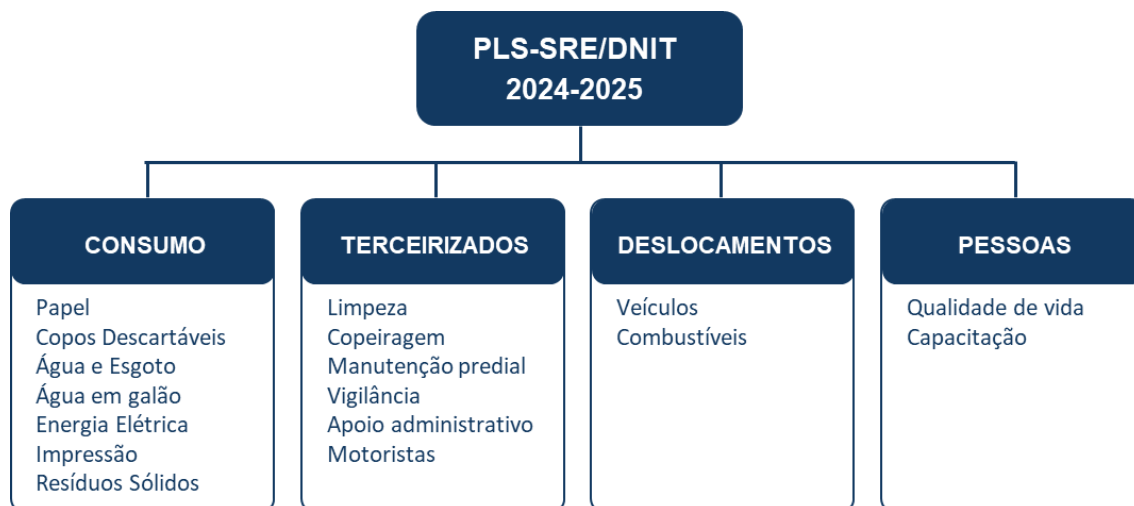 PLS-SRE/DNIT
2024-2025
CONSUMO
Papel
Copos Descartáveis
Água e Esgoto
Água em galão
Energia Elétrica
Impressão
Resíduos Sólidos
TERCEIRIZADOS
Limpeza
Copeiragem
Manutenção predial
Vigilância
Apoio administrativo
Motoristas
DESLOCAMENTOS
Veículos
Combustíveis
PESSOAS
Qualidade de vida
Capacitação